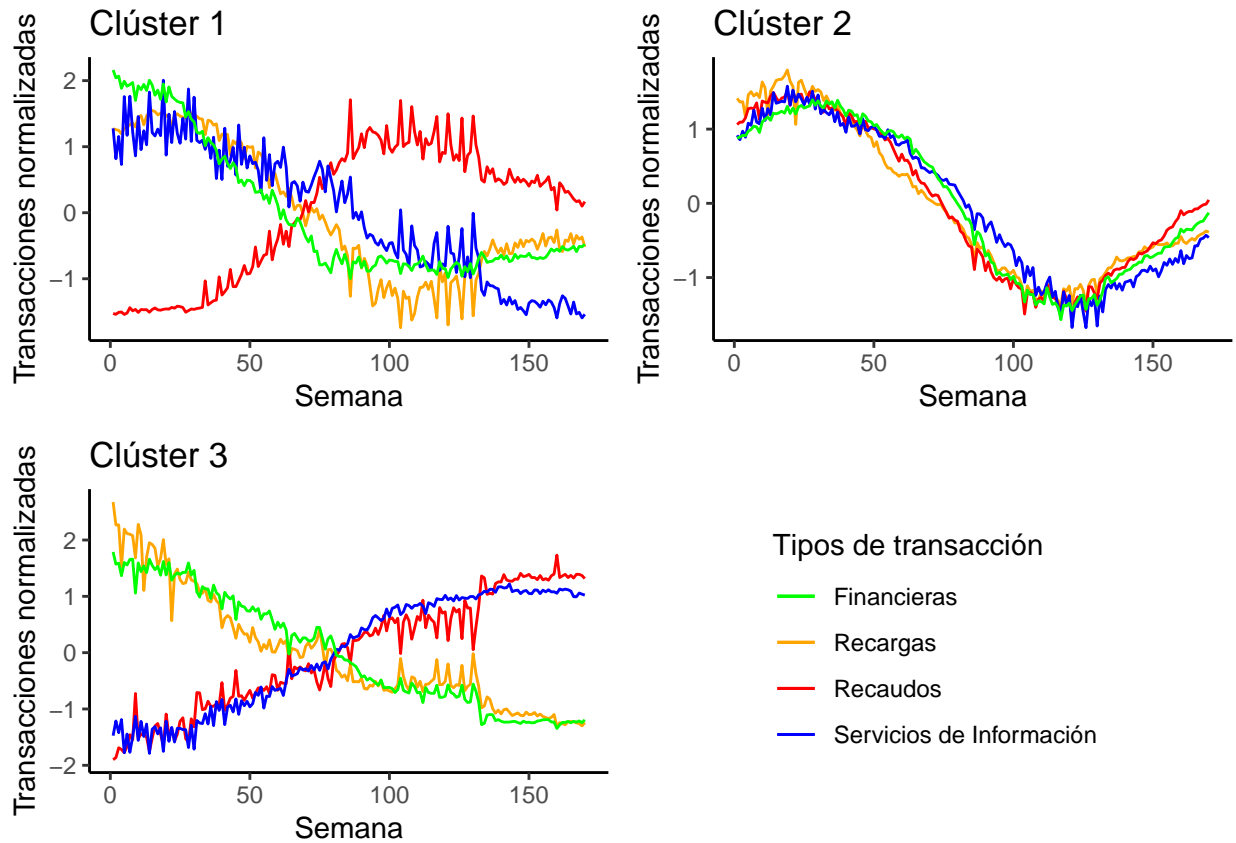 Clúster 1
Transacciones normalizadas
2
1
0
−1
0
50
100
150
Semana
Clúster 2
Transacciones normalizadas
1
0
−1
0
50
100
150
Semana
Clúster 3
Transacciones normalizadas
2
1
0
−1
−2
0
50
100
150
Semana
Tipos de transacción
Financieras
Recargas
Recaudos
Servicios de Información